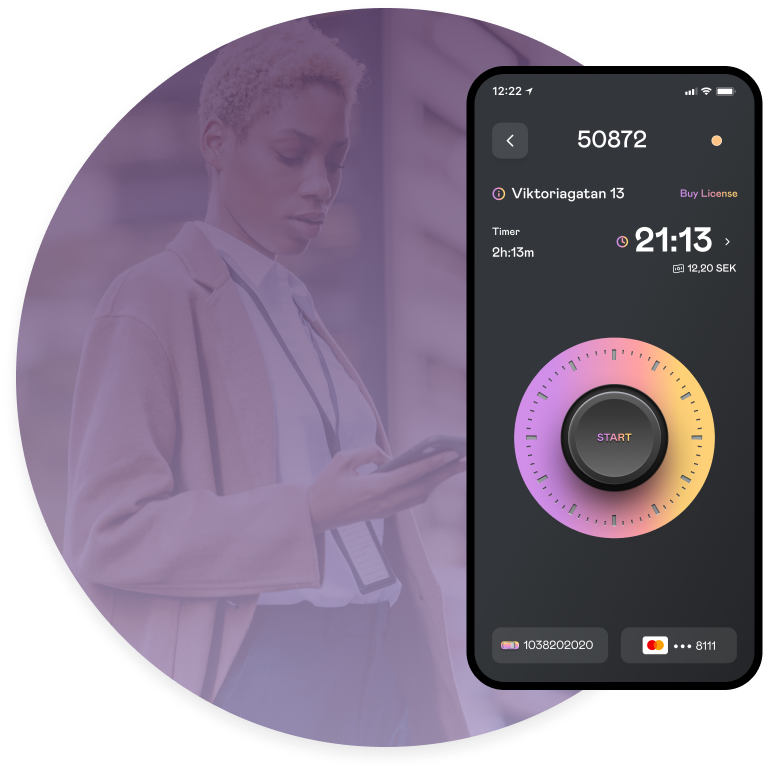 12:22
50872
Viktoriagatan 13
Buy License
Timer
2h:13m
21:13
12,20 SEK
START
1038202020
••• 8111